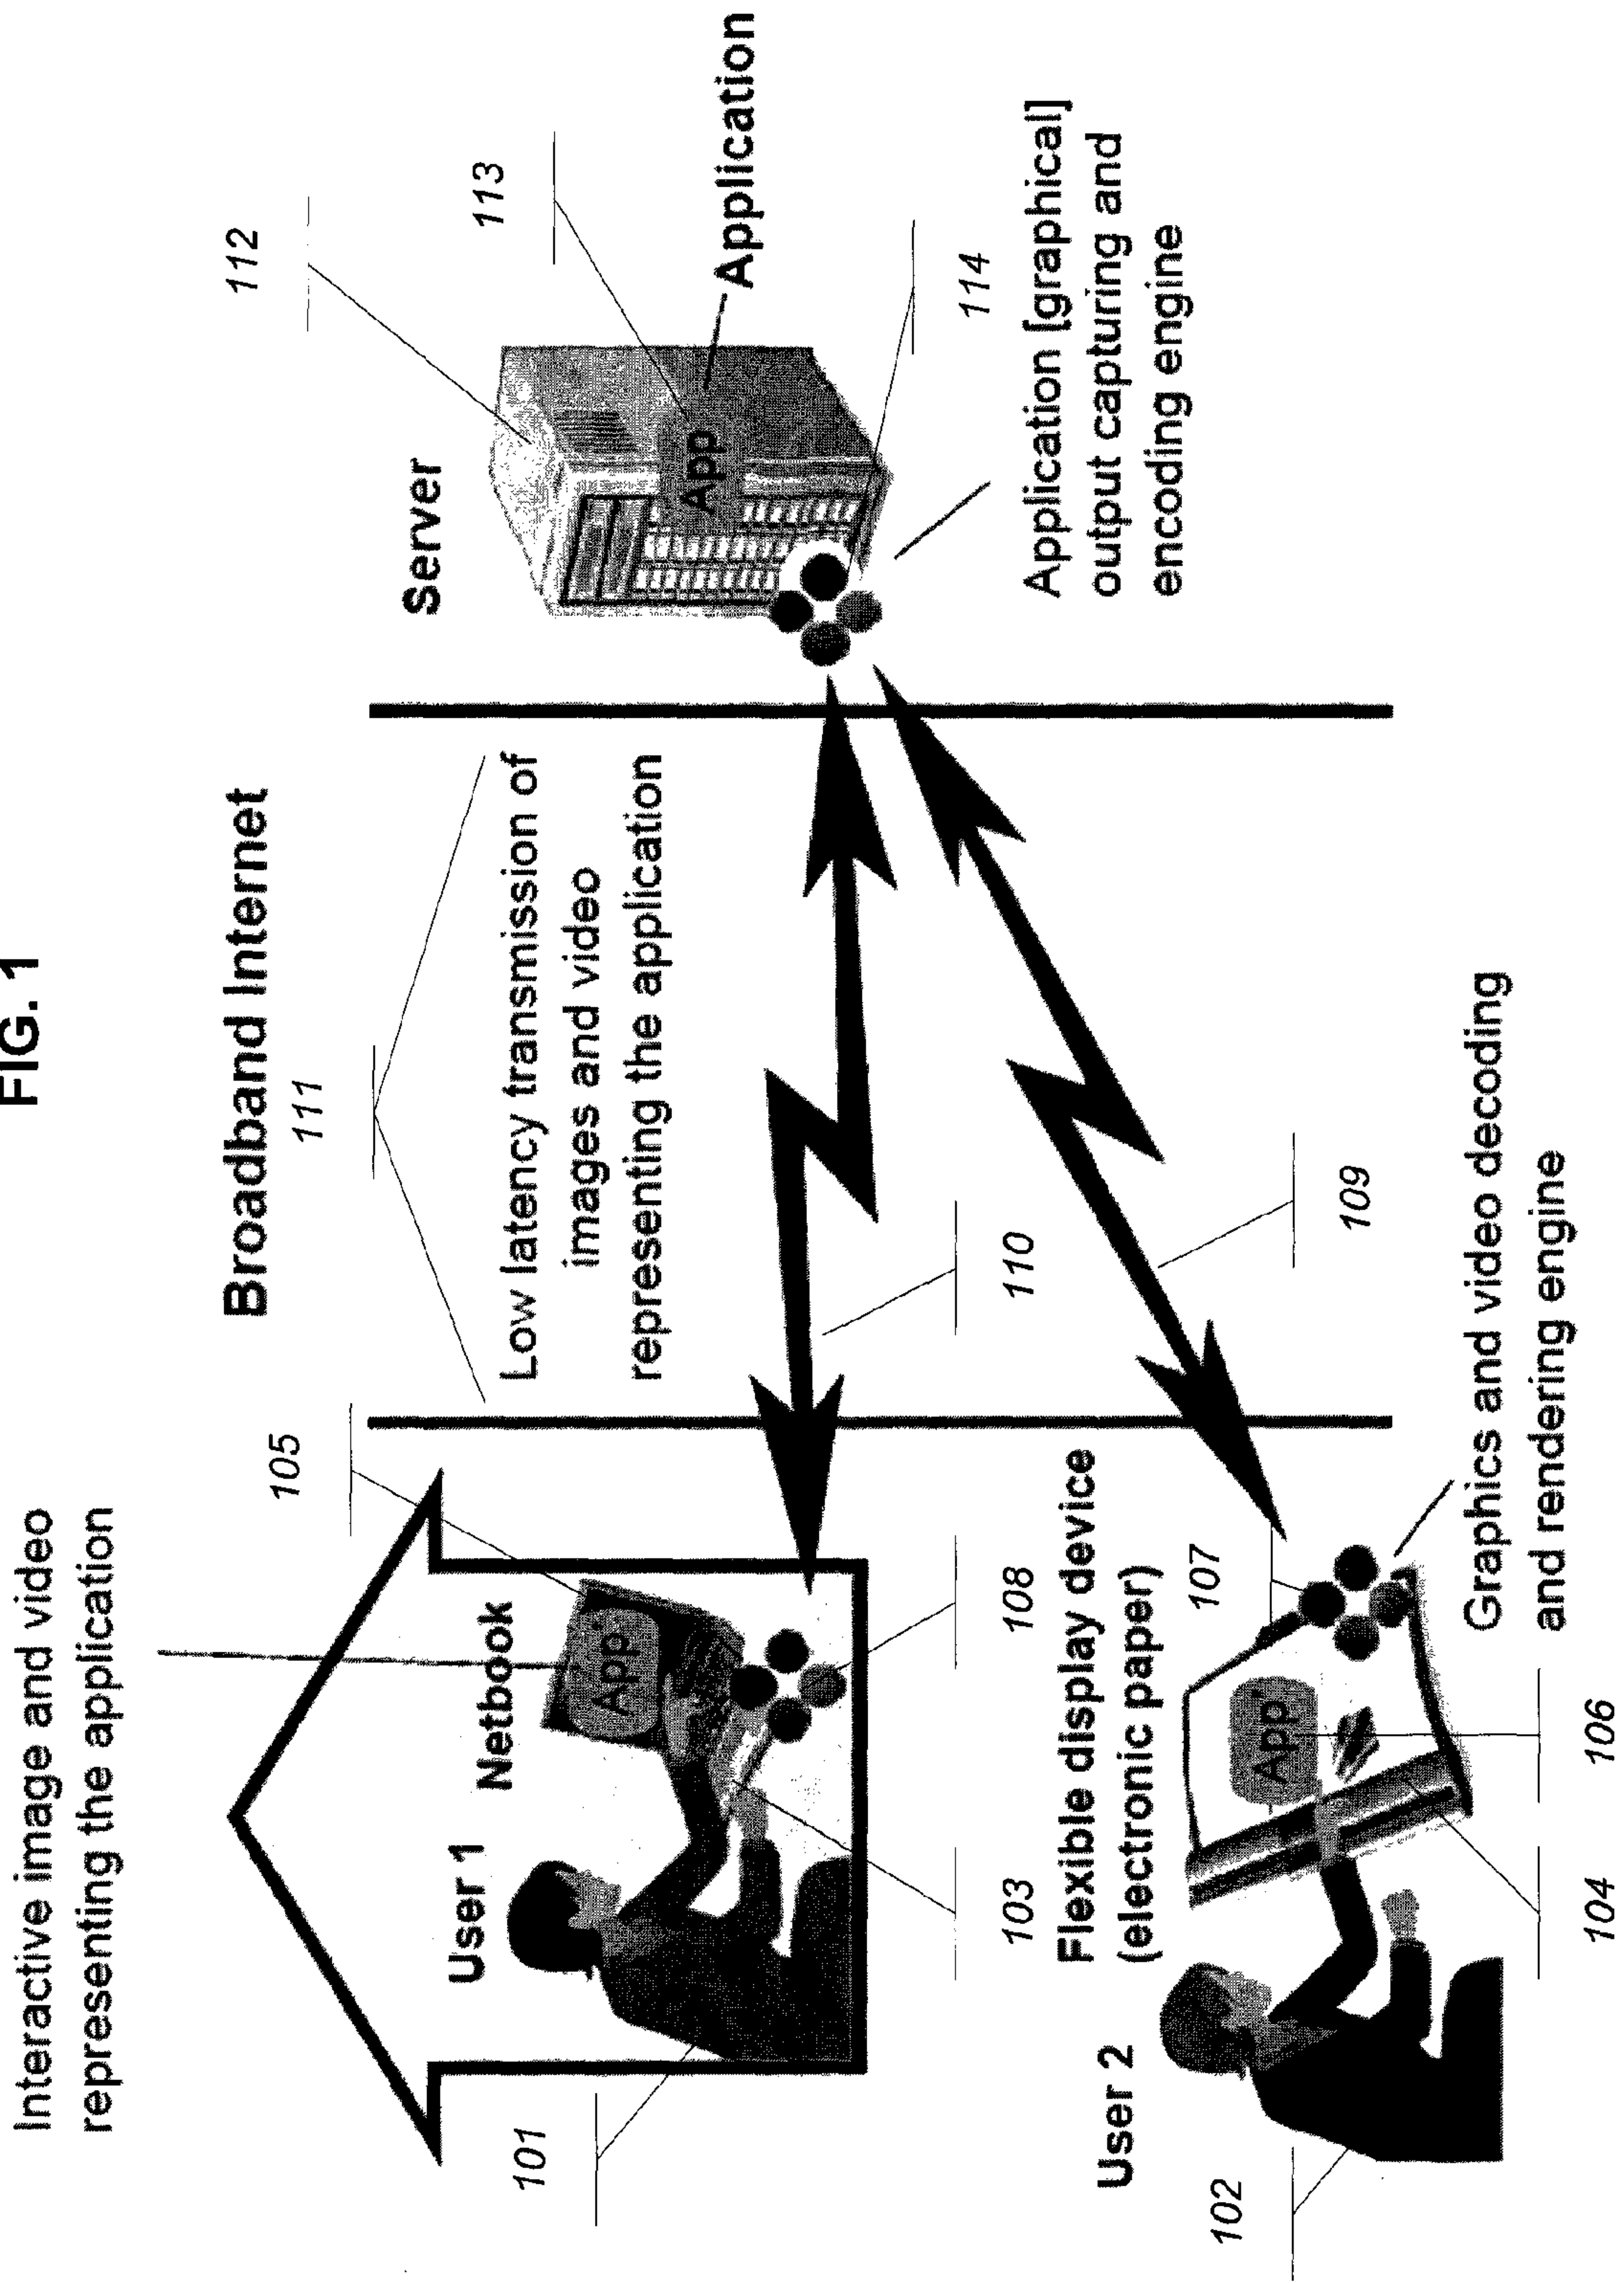 FIG. 1
Interactive image and video
representing the application
Broadband Internet
111
112
105
Server
113
Application
App
Low latency transmission of
images and video
representing the application
101
User 1
Netbook
App"
103
108
110
114
Application [graphical]
output capturing and
encoding engine
102
User 2
Flexible display device
(electronic paper)
107
App"
109
104
106
Graphics and video decoding
and rendering engine